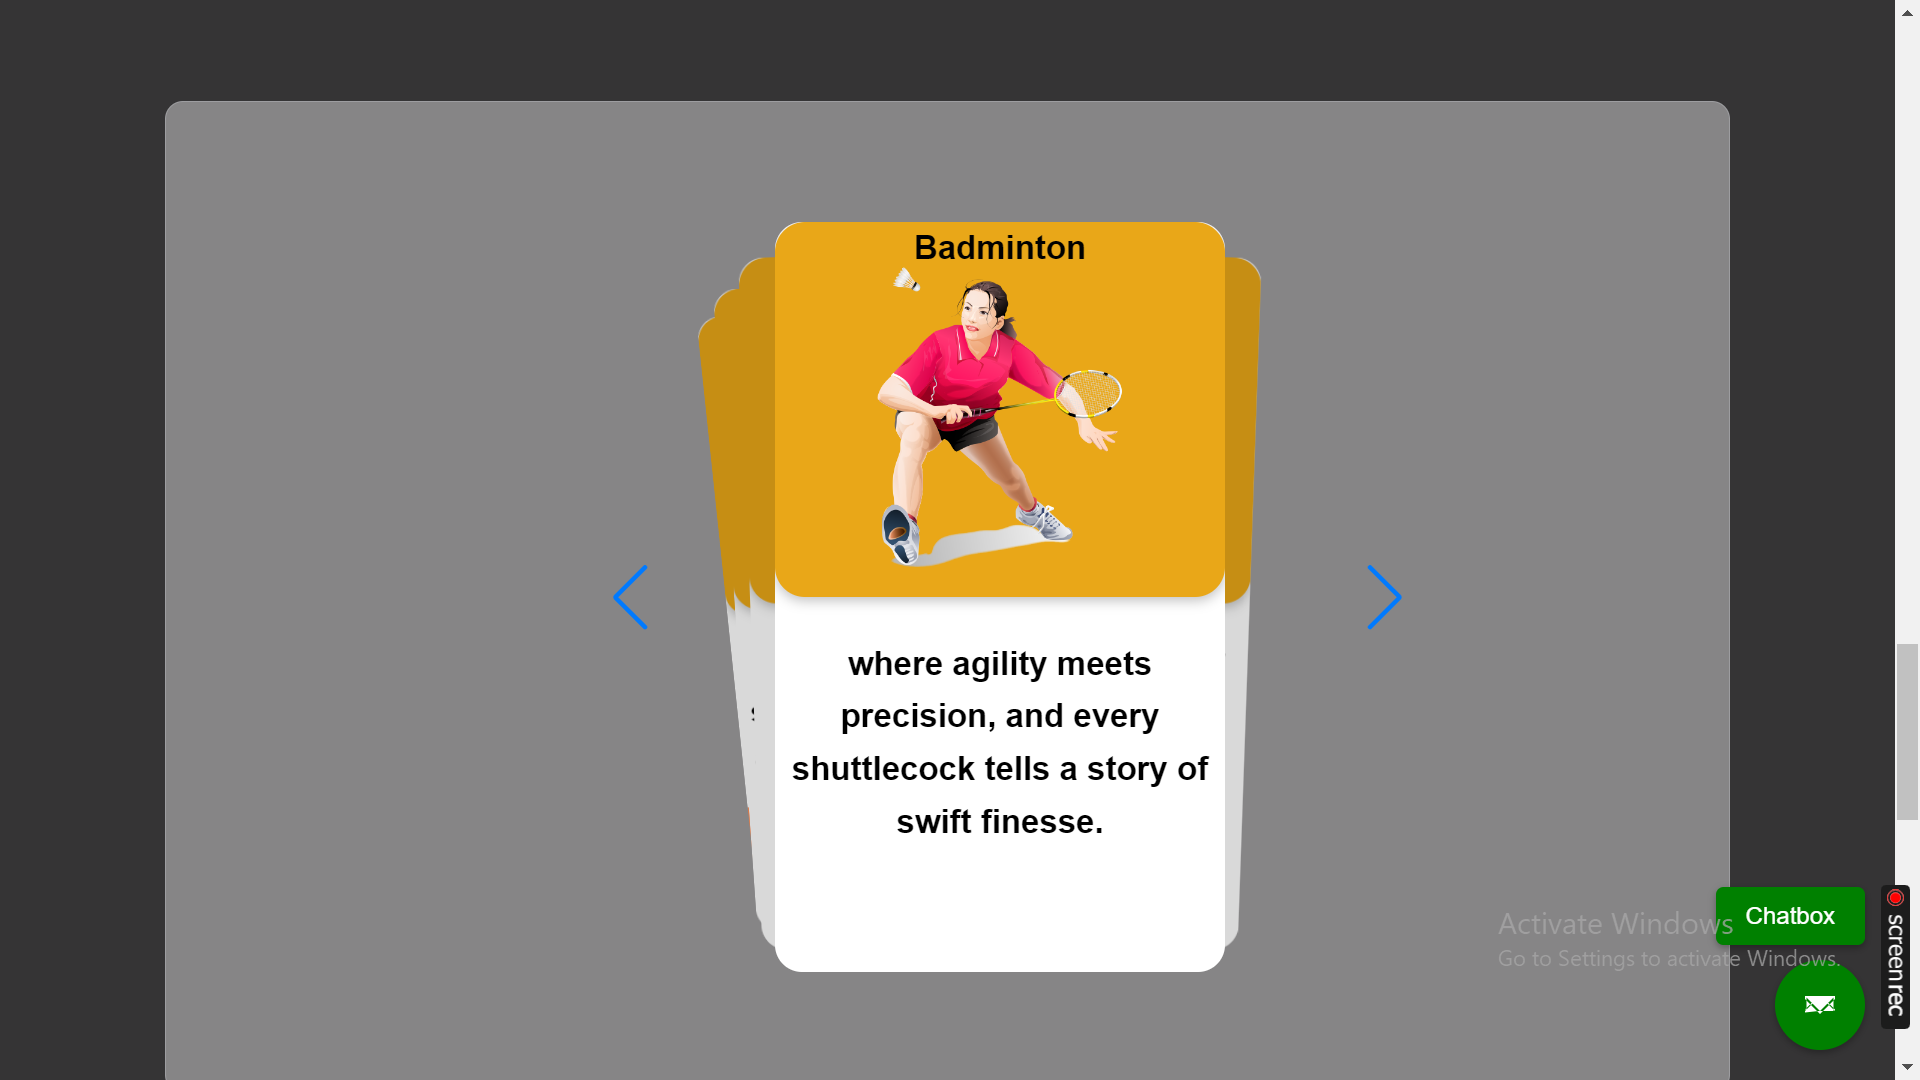 Badminton
where agility meets
precision, and every
shuttlecock tells a story of
swift finesse.
Chatbox
Activate Windows
Go to Settings to activate Windows.
screenrec